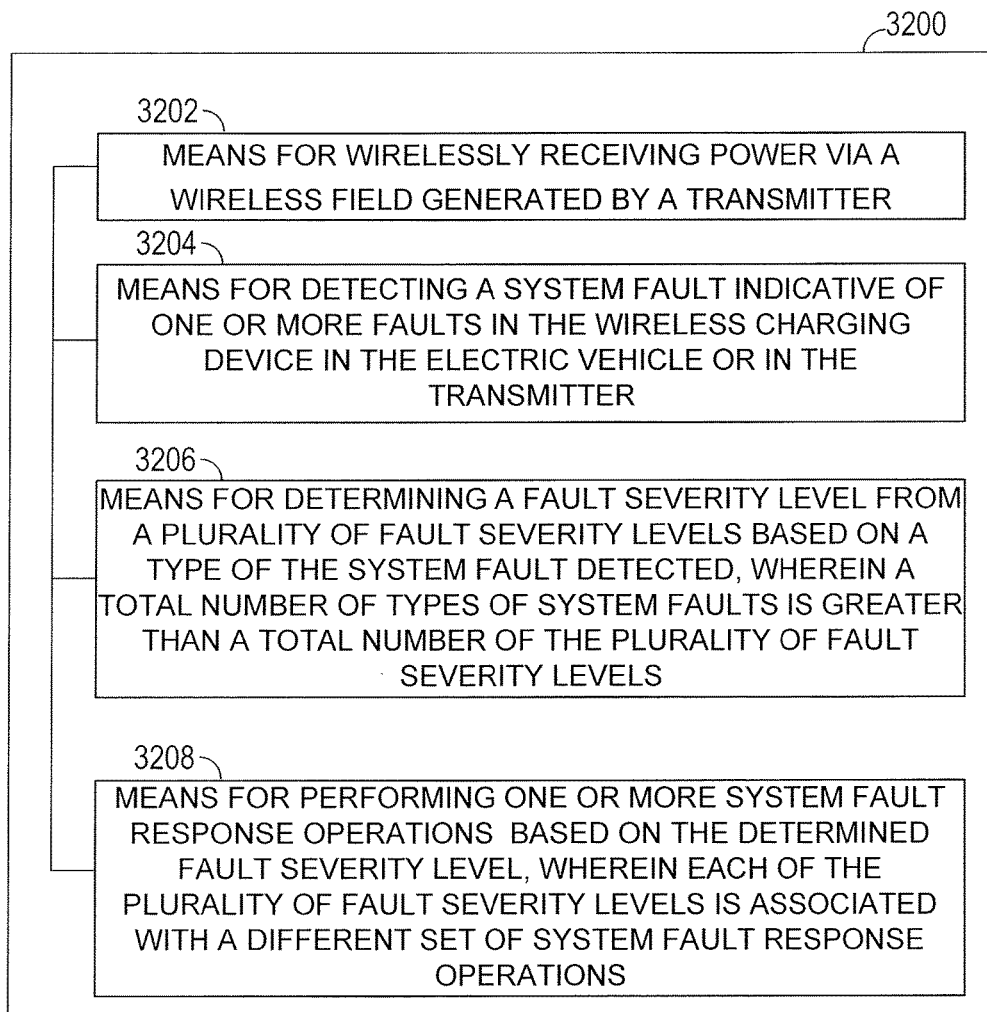 3200
3202
MEANS FOR WIRELESSLY RECEIVING POWER VIA A
WIRELESS FIELD GENERATED BY A TRANSMITTER
3204
MEANS FOR DETECTING A SYSTEM FAULT INDICATIVE OF
ONE OR MORE FAULTS IN THE WIRELESS CHARGING
DEVICE IN THE ELECTRIC VEHICLE OR IN THE
TRANSMITTER
3206
MEANS FOR DETERMINING A FAULT SEVERITY LEVEL FROM
A PLURALITY OF FAULT SEVERITY LEVELS BASED ON A
TYPE OF THE SYSTEM FAULT DETECTED, WHEREIN A
TOTAL NUMBER OF TYPES OF SYSTEM FAULTS IS GREATER
THAN A TOTAL NUMBER OF THE PLURALITY OF FAULT
SEVERITY LEVELS
3208
MEANS FOR PERFORMING ONE OR MORE SYSTEM FAULT
RESPONSE OPERATIONS BASED ON THE DETERMINED
FAULT SEVERITY LEVEL, WHEREIN EACH OF THE
PLURALITY OF FAULT SEVERITY LEVELS IS ASSOCIATED
WITH A DIFFERENT SET OF SYSTEM FAULT RESPONSE
OPERATIONS